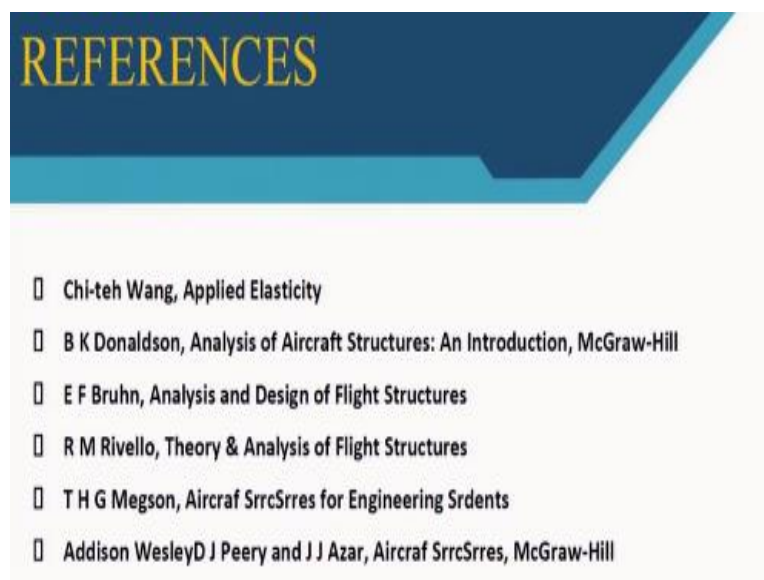 REFERENCES
Chi-teh Wang, Applied Elasticity
B K Donaldson, Analysis of Aircraft Structures: An Introduction, McGraw-Hill
E F Bruhn, Analysis and Design of Flight Structures
R M Rivello, Theory & Analysis of Flight Structures
T H G Megson, Aircraf SrrcSrres for Engineering Srdents
Addison WesleyD J Peery and J J Azar, Aircraf SrrcSrres, McGraw-Hill